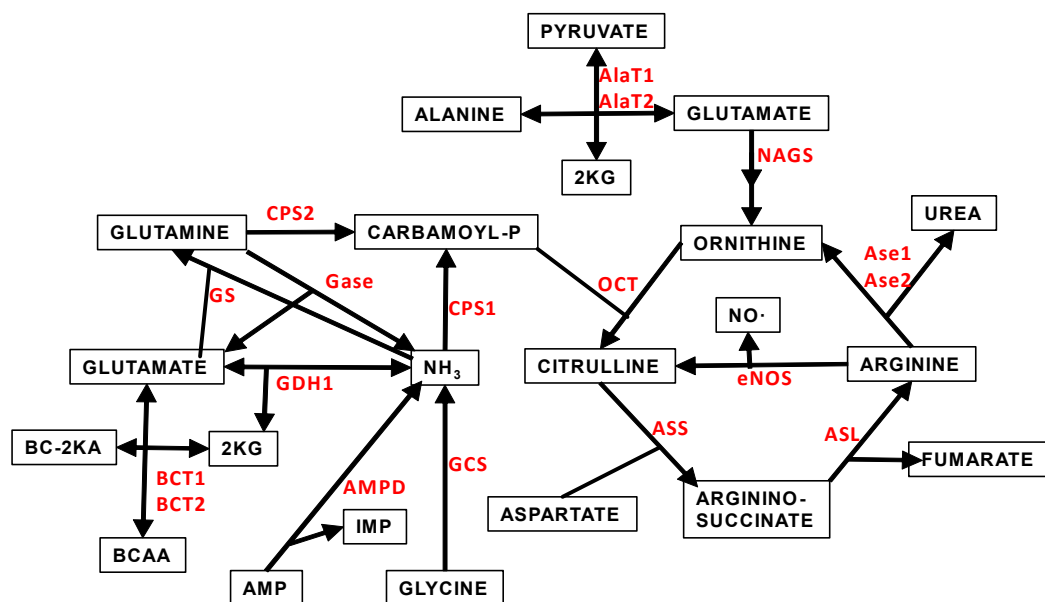 PYRUVATE
AlaT1
AlaT2
ALANINE
GLUTAMATE
NAGS
2KG
UREA
CPS2
GLUTAMINE
CARBAMOYL-P
ORNITHINE
Ase1
Ase2
Gase
GS
OCT
CPS1
NO·
GLUTAMATE
NH₃
CITRULLINE
ARGININE
eNOS
GDH1
BC-2KA
2KG
ASS
ASL
GCS
FUMARATE
BCT1
BCT2
AMPD
ARGININO-
SUCCINATE
ASPARTATE
IMP
BCAA
AMP
GLYCINE